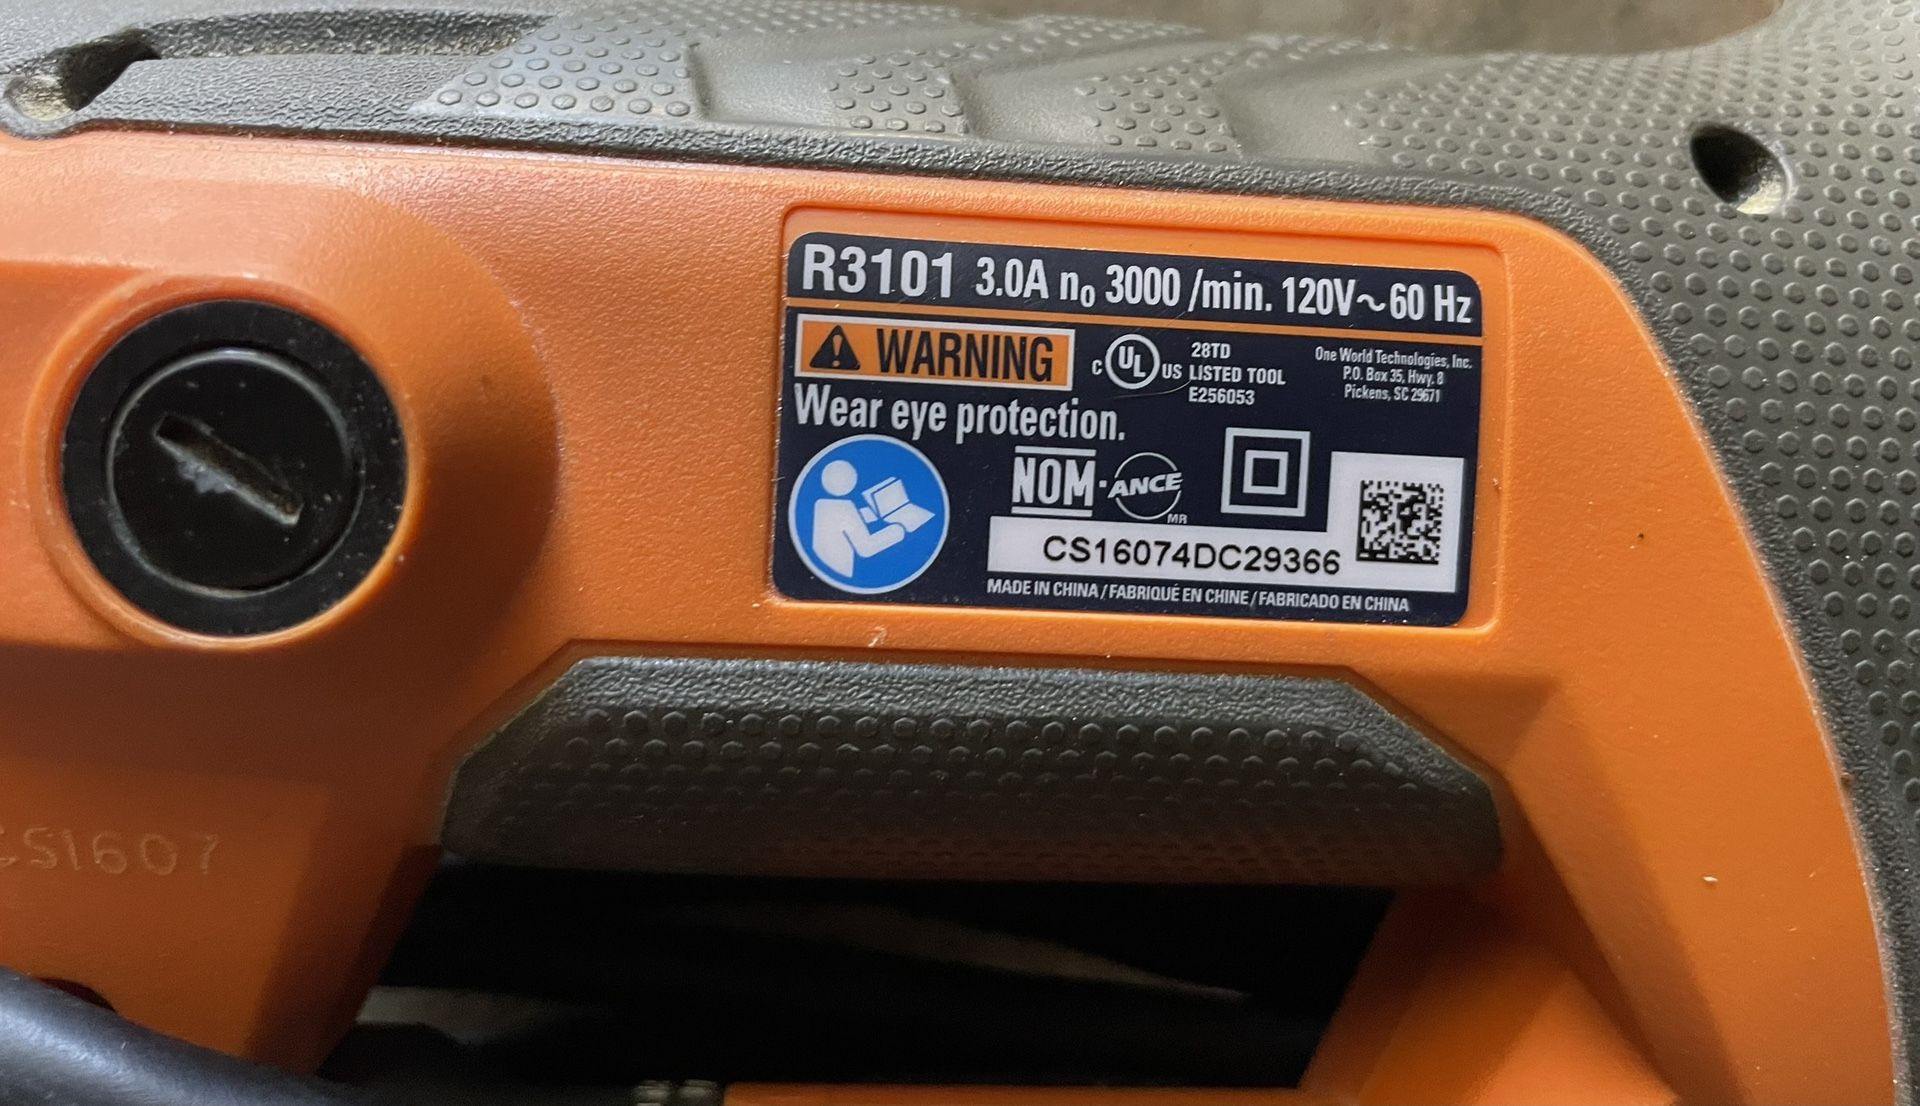 R3101 3.0A n₀ 3000 /min. 120V~60 Hz
WARNING
Wear eye protection.
C UL US
28TD
LISTED TOOL
E256053
One World Technologies, Inc.
P.O. Box 35, Hwy. 8
Pickens, SC 29671
NOM·ANCE
MR
CS16074DC29366
MADE IN CHINA / FABRIQUÉ EN CHINE / FABRICADO EN CHINA
CS1607